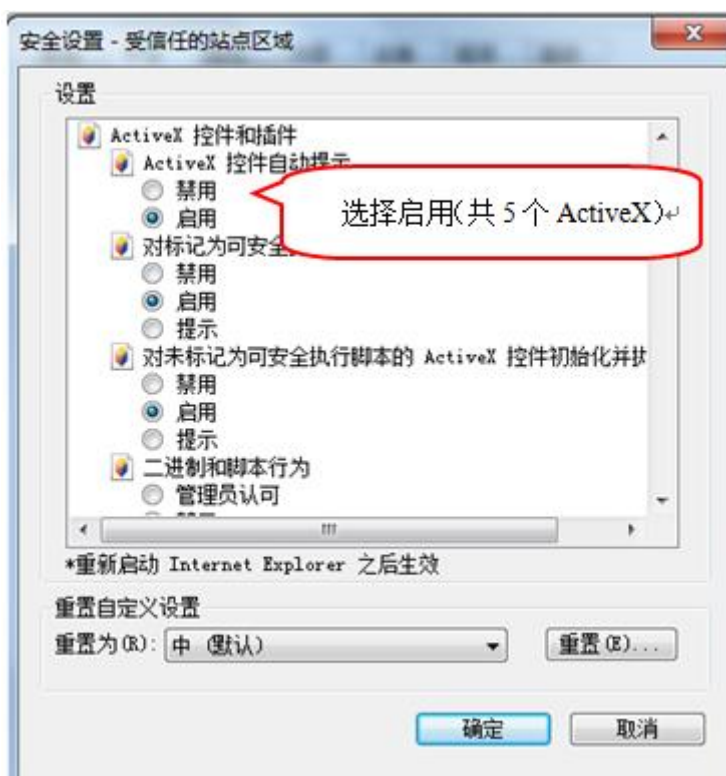 安全设置 - 受信任的站点区域
设置
ActiveX 控件和插件
ActiveX 控件自动提示
禁用
启用
选择启用(共 5 个 ActiveX)
对标记为可安全
禁用
启用
提示
对未标记为可安全执行脚本的 ActiveX 控件初始化并执
禁用
启用
提示
二进制和脚本行为
管理员认可
*重新启动 Internet Explorer 之后生效
重置自定义设置
重置为(R): 中 (默认)
重置(E)...
确定
取消